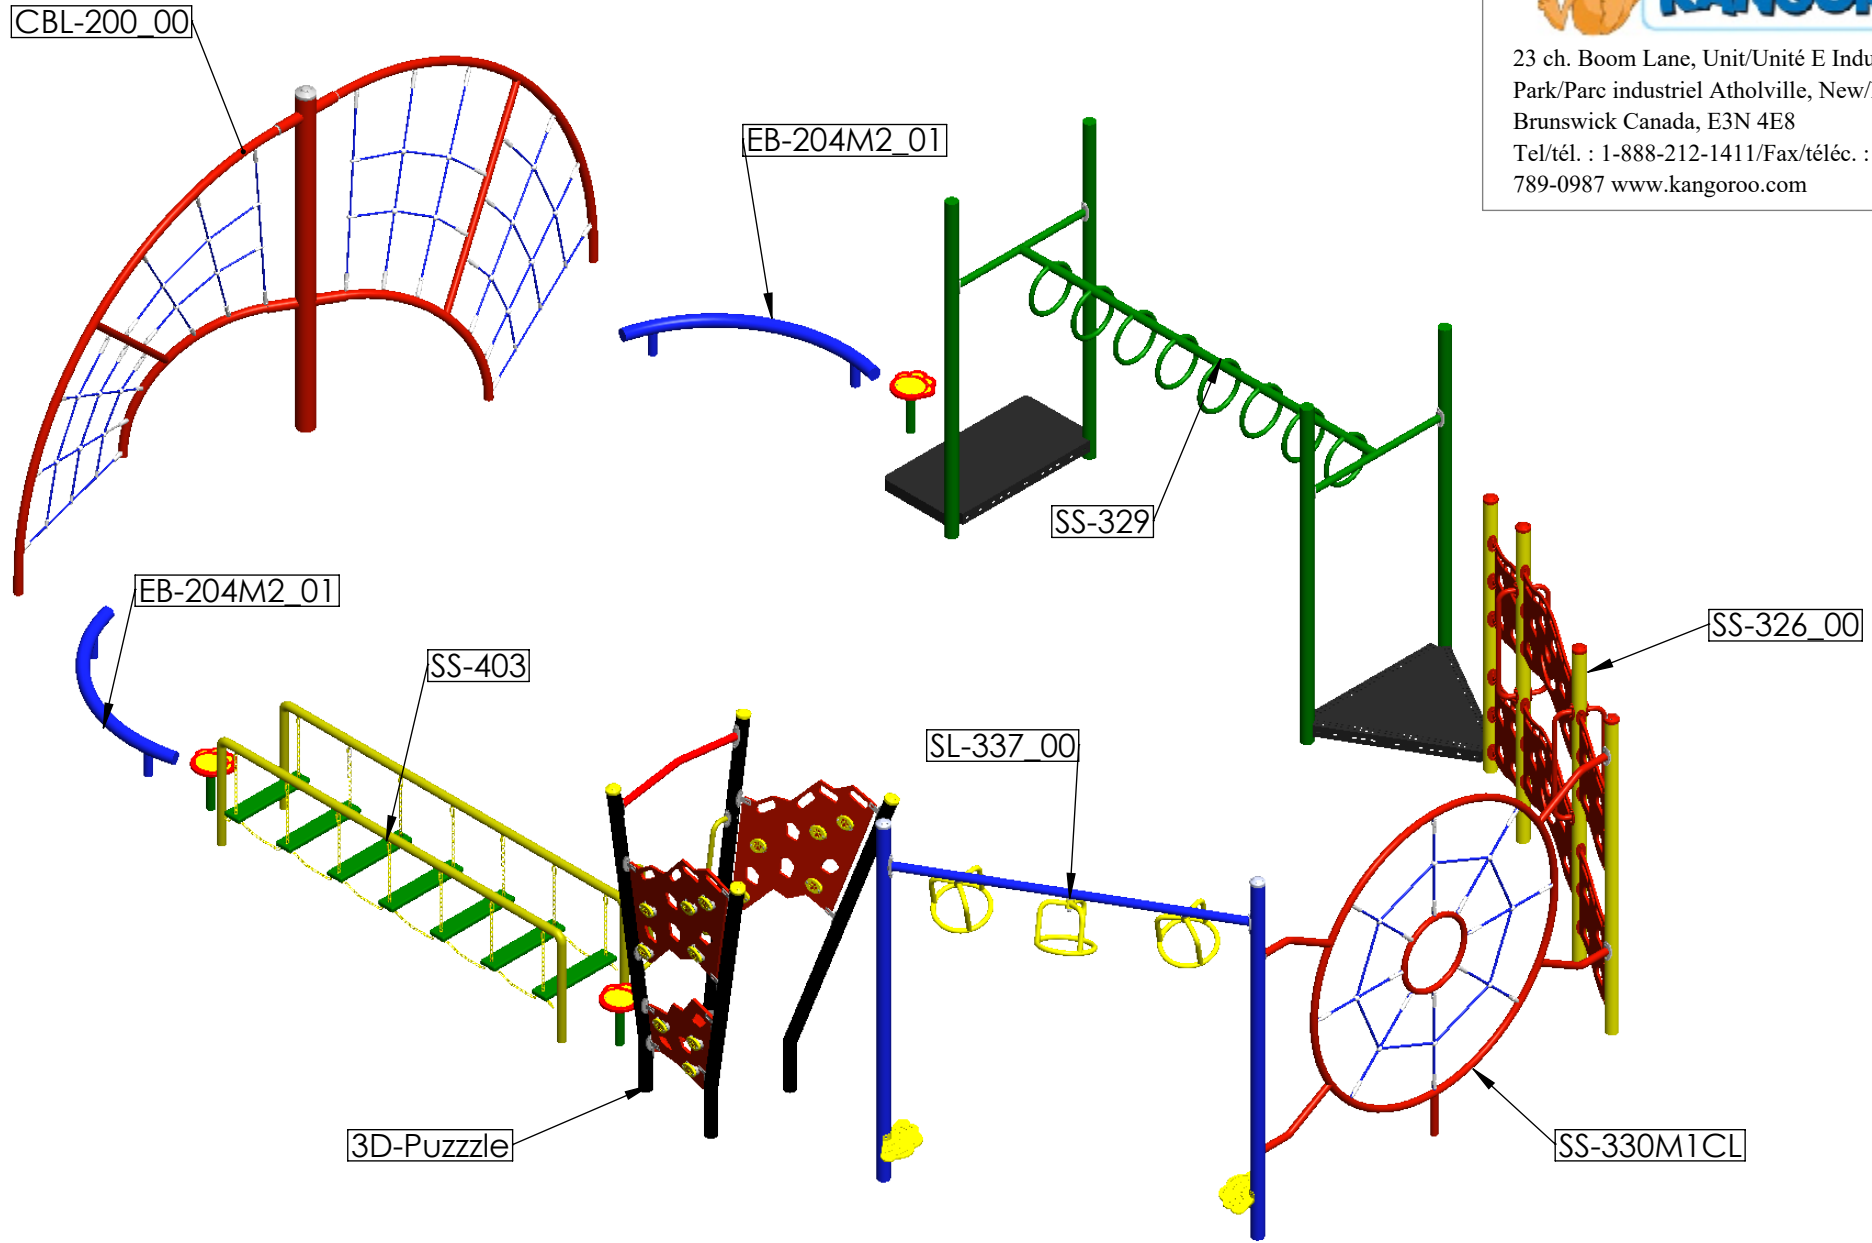 CBL-200_00
23 ch. Boom Lane, Unit/Unité E
Park/Parc industriel Atholville,
Brunswick Canada, E3N 4E8
Tel/tél. : 1-888-212-1411/Fax/téléc. :
789-0987 www.kangoroo.com
EB-204M2_01
SS-329
EB-204M2_01
SS-403
SS-326_00
SL-337_00
3D-Puzzzle
SS-330M1CL